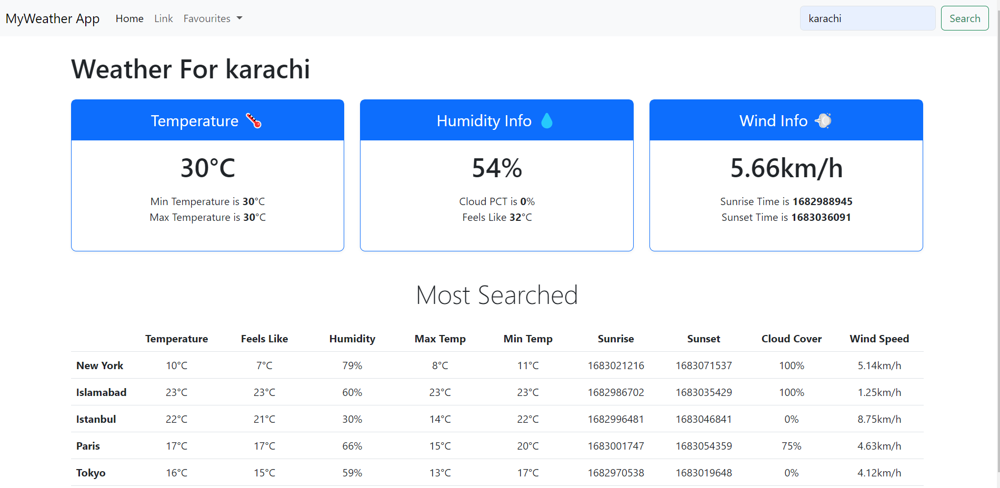 MyWeather App Home Link Favourites karachi Search
Weather For karachi
Temperature Humidity Info Wind Info
30°C 54% 5.66km/h
Min Temperature is 30°C Cloud PCT is 0% Sunrise Time is 1682988945
Max Temperature is 30°C Feels Like 32°C Sunset Time is 1683036091
Most Searched
Temperature Feels Like Humidity Max Temp Min Temp Sunrise Sunset Cloud Cover Wind Speed
New York 10°C 7°C 79% 8°C 11°C 1683021216 1683071537 100% 5.14km/h
Islamabad 23°C 23°C 60% 23°C 23°C 1682986702 1683035429 100% 1.25km/h
Istanbul 22°C 21°C 30% 14°C 22°C 1682996481 1683046841 0% 8.75km/h
Paris 17°C 17°C 66% 15°C 20°C 1683001747 1683054359 75% 4.63km/h
Tokyo 16°C 15°C 59% 13°C 17°C 1682970538 1683019648 0% 4.12km/h